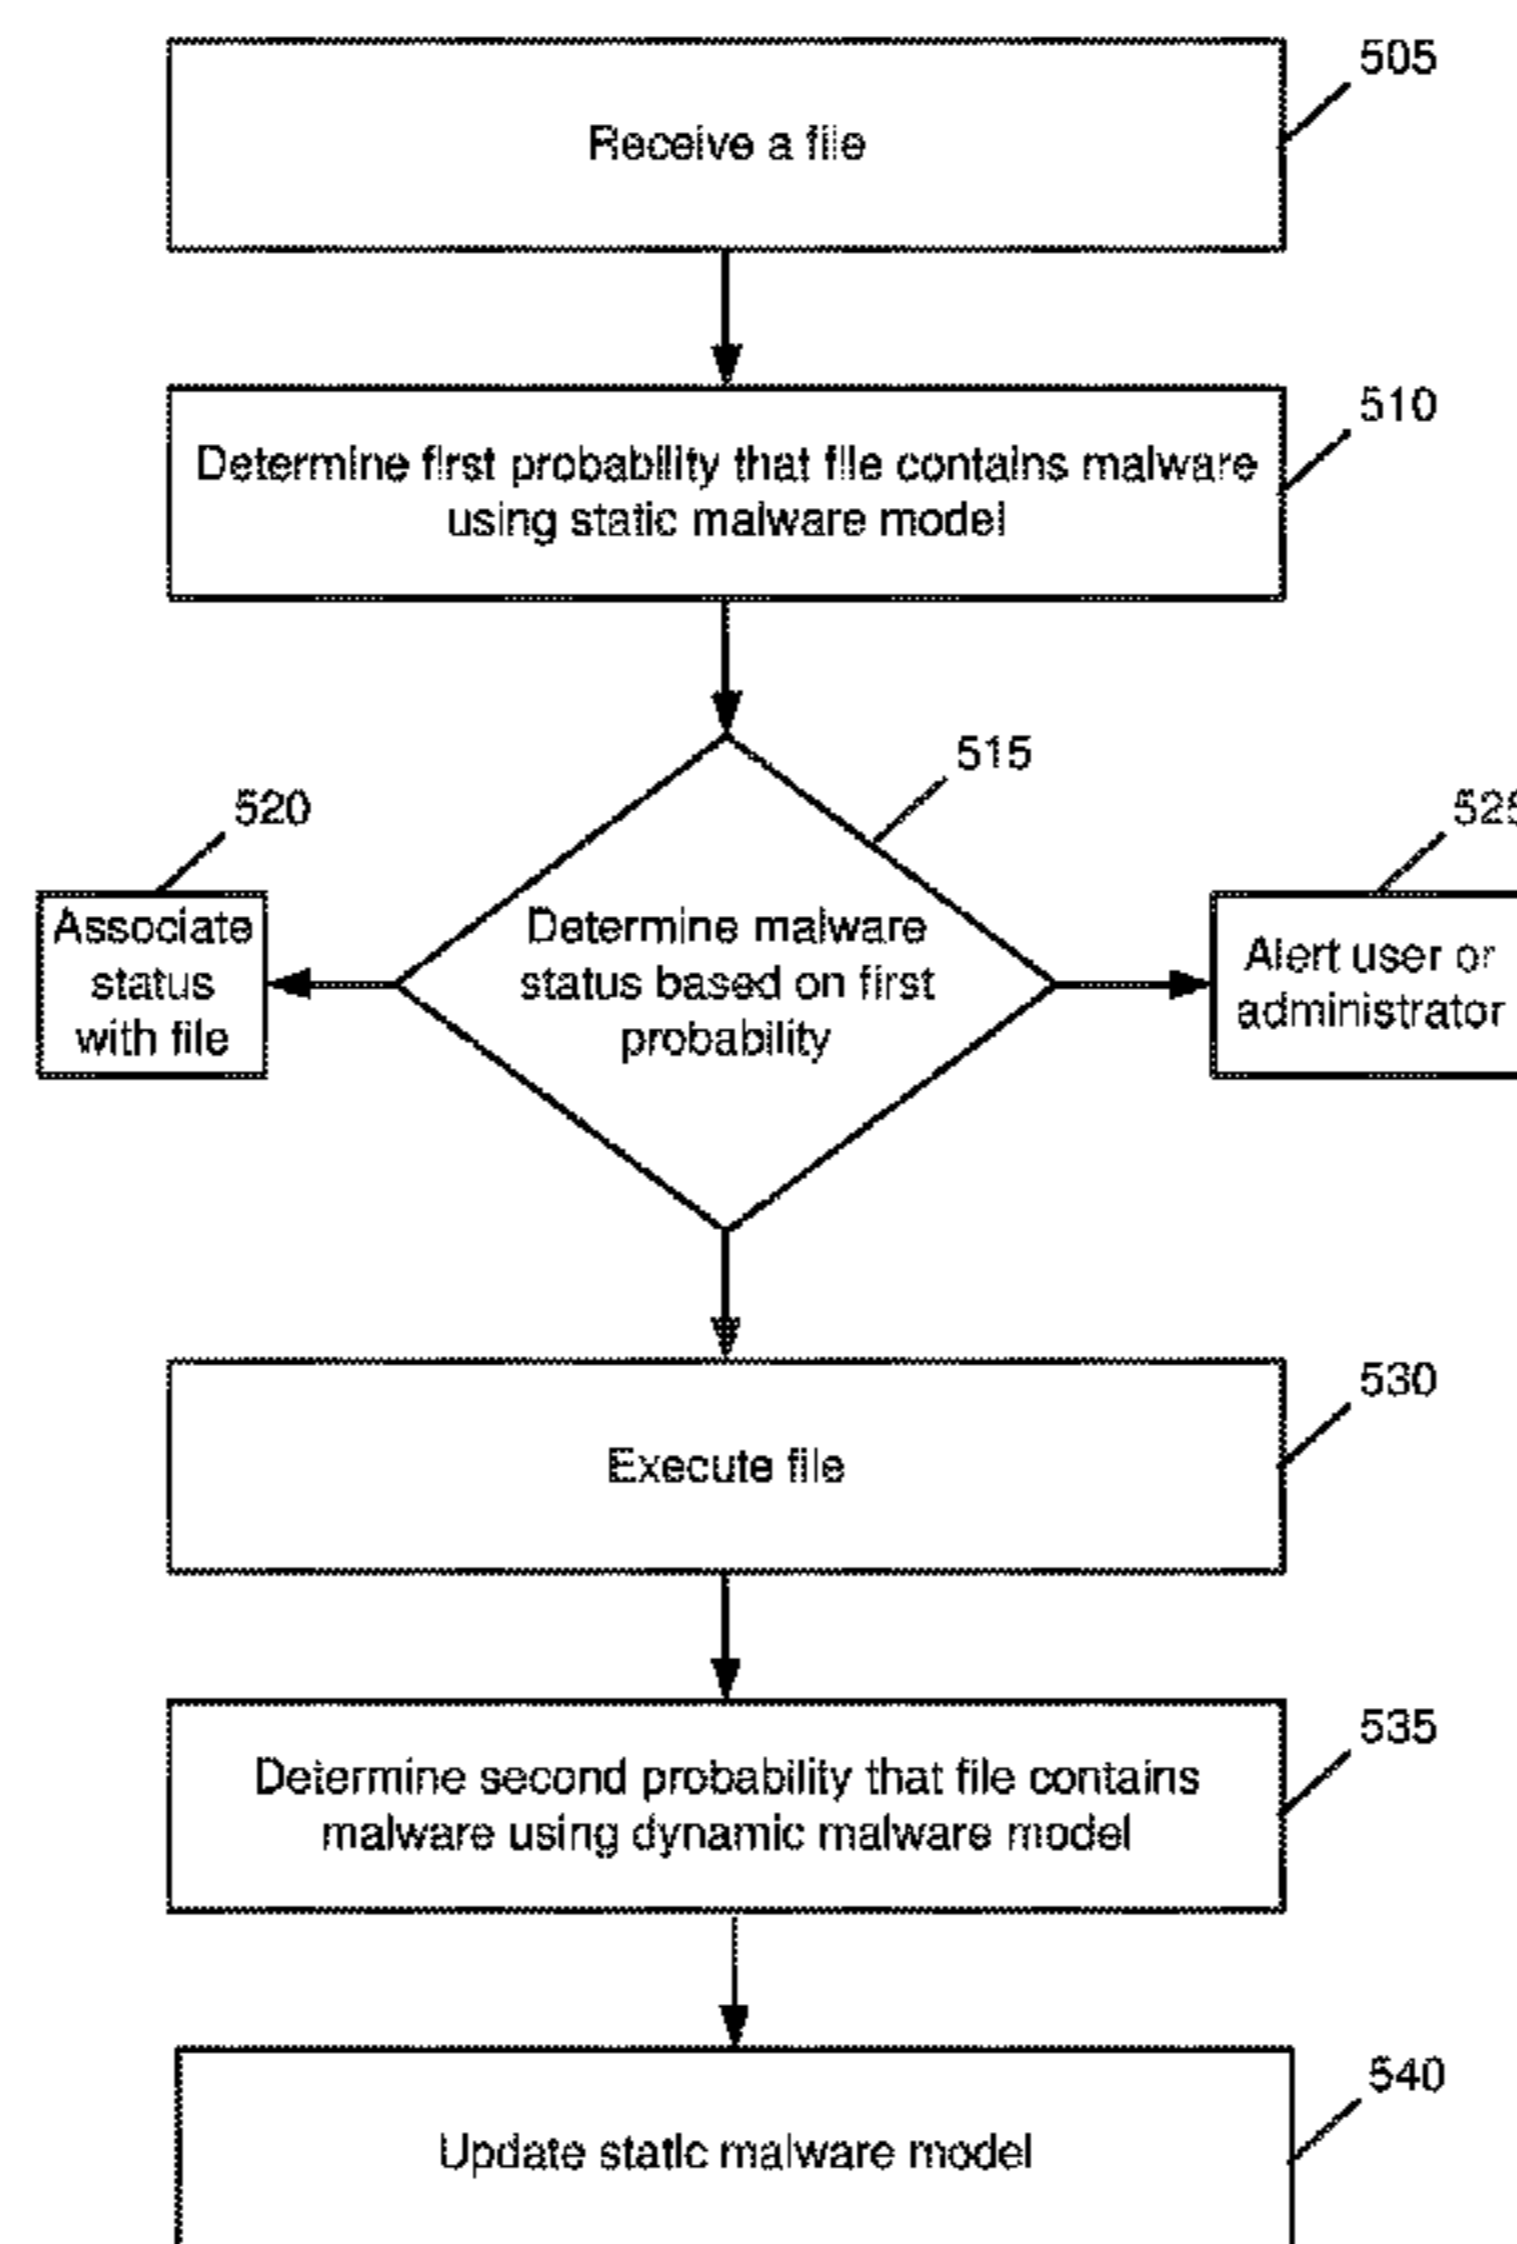 505
Receive a file
510
Determine first probability that file contains malware
using static malware model
515
520
Associate
status
with file
Determine malware
status based on first
probability
Alert user or
administrator
530
Execute file
535
Determine second probability that file contains
malware using dynamic malware model
540
Update static malware model